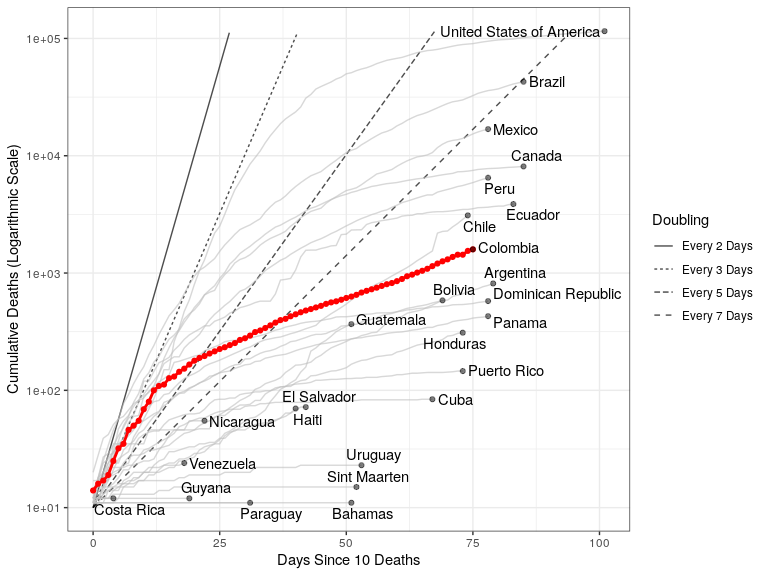 United States of America
1e+05
Brazil
Mexico
1e+04
Canada
Peru
Ecuador
Chile
Colombia
1e+03
Argentina
Bolivia
Dominican Republic
Guatemala
Panama
Honduras
Puerto Rico
1e+02
El Salvador
Cuba
Haiti
Nicaragua
Uruguay
Venezuela
Sint Maarten
Guyana
1e+01
Costa Rica
Paraguay
Bahamas
0
25
50
75
100
Days Since 10 Deaths
Cumulative Deaths (Logarithmic Scale)
Doubling
Every 2 Days
Every 3 Days
Every 5 Days
Every 7 Days